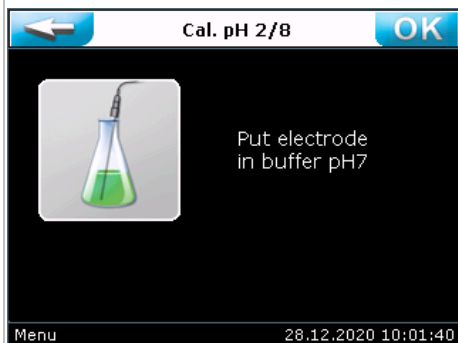 Cal. pH 2/8 OK
Put electrode
in buffer pH7
Menu 28.12.2020 10:01:40